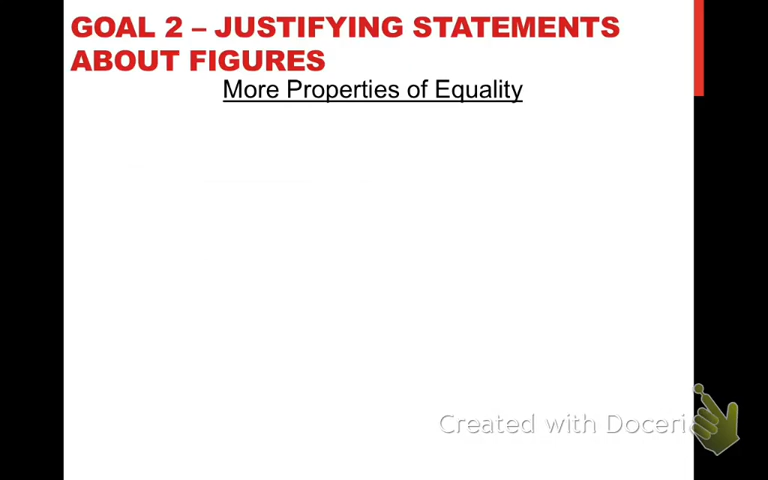 GOAL 2 – JUSTIFYING STATEMENTS
ABOUT FIGURES
More Properties of Equality
Created with Doceri